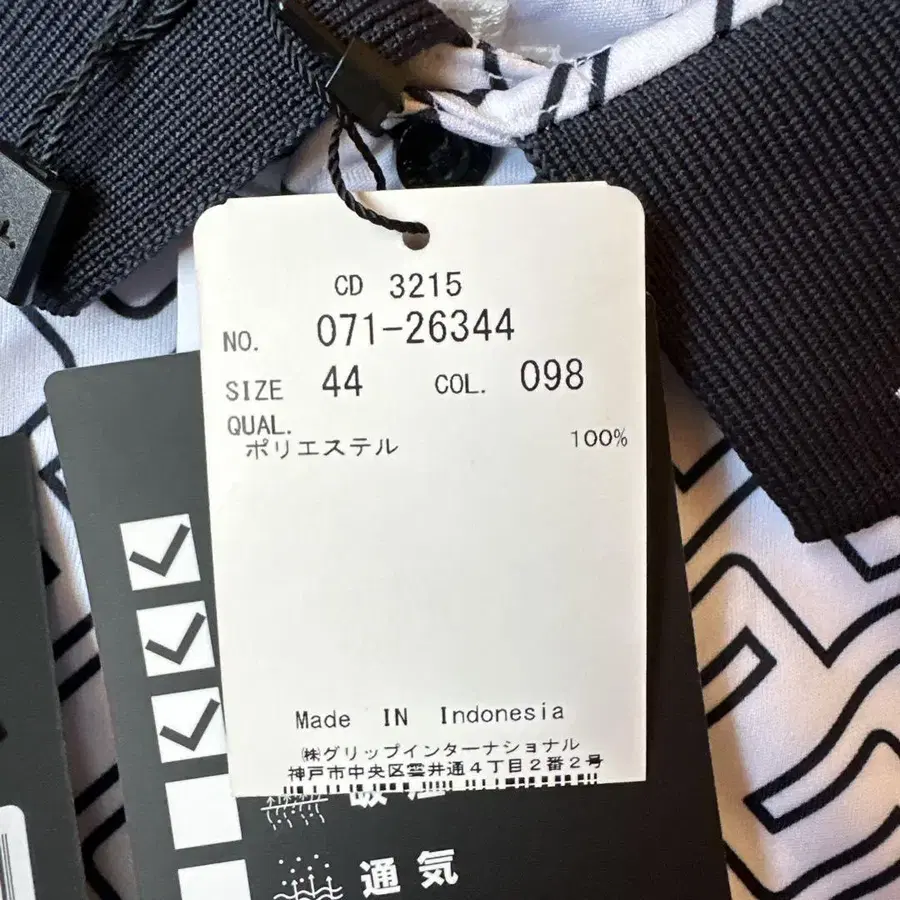 CD 3215
NO. 071-26344
SIZE 44 COL. 098
QUAL.
ポリエステル 100%
Made IN Indonesia
㈱グリップインターナショナル
神戸市中央区雲井通4丁目2番2号
通気